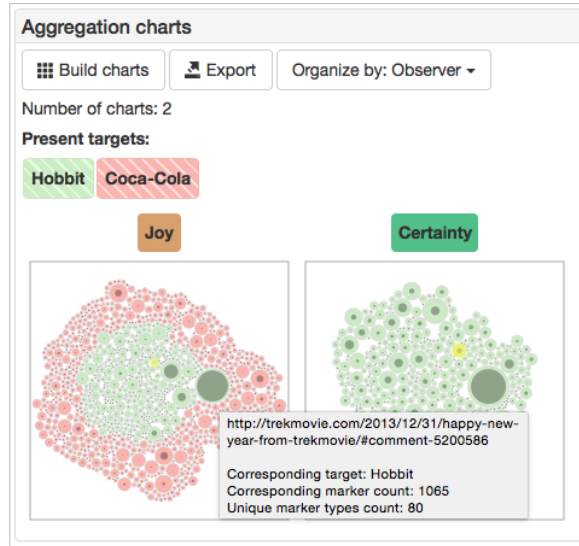 Aggregation charts
Build charts
Export
Organize by: Observer
Number of charts: 2
Present targets:
Hobbit
Coca-Cola
Joy
Certainty
http://trekmovie.com/2013/12/31/happy-new-
year-from-trekmovie/#comment-5200586
Corresponding target: Hobbit
Corresponding marker count: 1065
Unique marker types count: 80